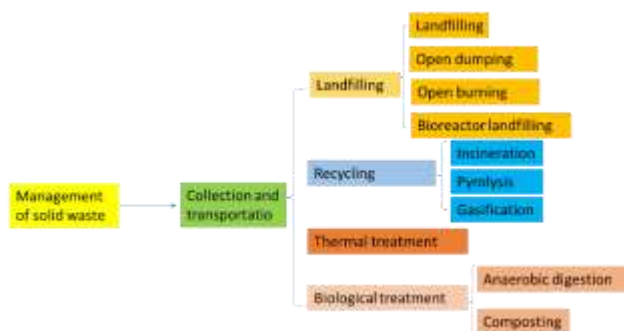 Management
of solid waste
Collection and
transportatio
Landfilling
Landfilling
Open dumping
Open burning
Bioreactor landfilling
Recycling
Incineration
Pyrolysis
Gasification
Thermal treatment
Biological treatment
Anaerobic digestion
Composting